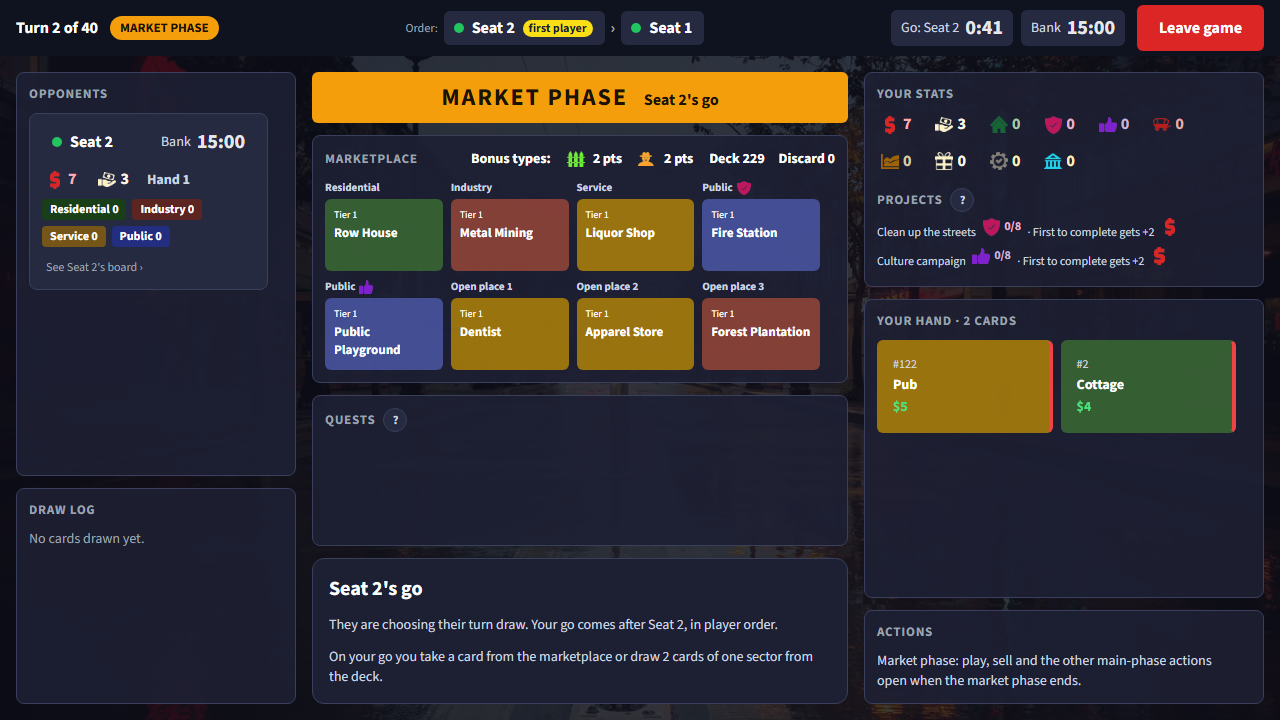 Turn 2 of 40 MARKET PHASE Order: Seat 2 first player › Seat 1 Go: Seat 2 0:41 Bank 15:00 Leave game
OPPONENTS
Seat 2 Bank 15:00
7 3 Hand 1
Residential 0 Industry 0
Service 0 Public 0
See Seat 2's board ›
DRAW LOG
No cards drawn yet.
MARKET PHASE Seat 2's go
MARKETPLACE Bonus types: 2 pts 2 pts Deck 229 Discard 0
Residential Industry Service Public
Tier 1 Tier 1 Tier 1 Tier 1
Row House Metal Mining Liquor Shop Fire Station
Public Open place 1 Open place 2 Open place 3
Tier 1 Tier 1 Tier 1 Tier 1
Public Dentist Apparel Store Forest Plantation
Playground
QUESTS ?
Seat 2's go
They are choosing their turn draw. Your go comes after Seat 2, in player order.
On your go you take a card from the marketplace or draw 2 cards of one sector from
the deck.
YOUR STATS
7 3 0 0 0 0
0 0 0 0
PROJECTS ?
Clean up the streets 0/8 · First to complete gets +2
Culture campaign 0/8 · First to complete gets +2
YOUR HAND · 2 CARDS
#122 #2
Pub Cottage
$5 $4
ACTIONS
Market phase: play, sell and the other main-phase actions
open when the market phase ends.